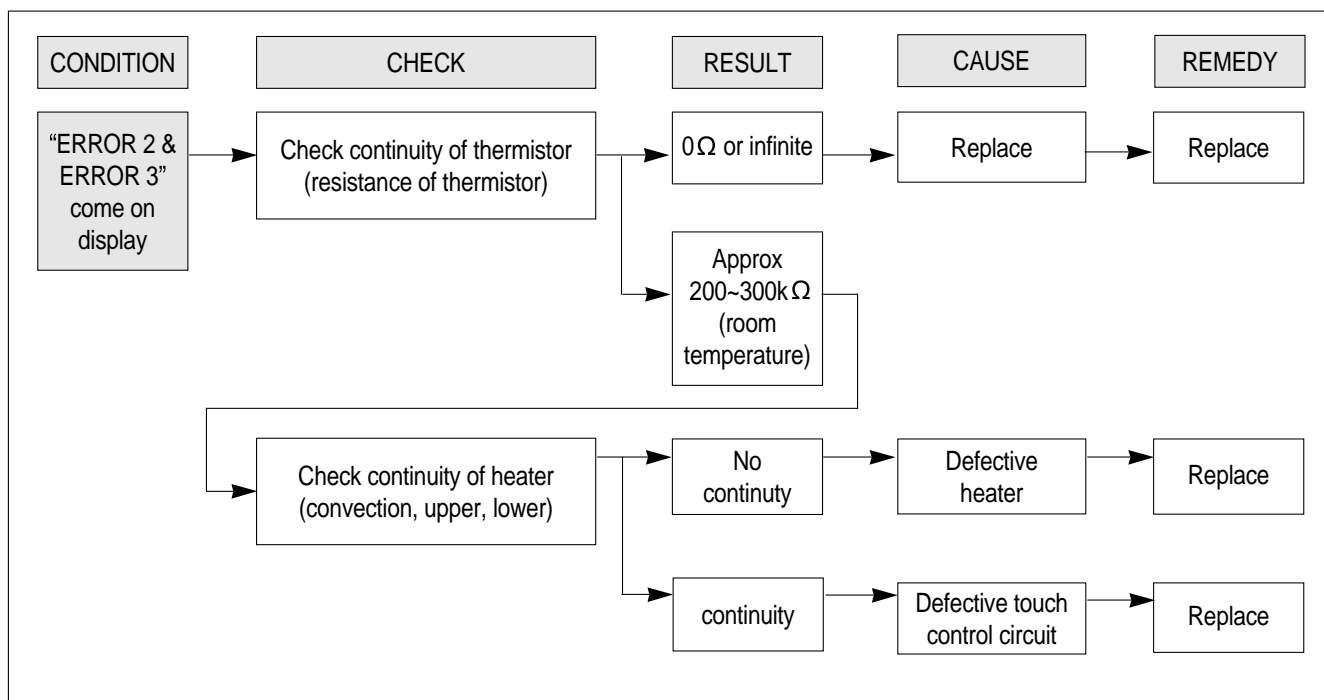 CONDITION
CHECK
RESULT
CAUSE
REMEDY
“ERROR 2 &
ERROR 3”
come on
display
Check continuity of thermistor
(resistance of thermistor)
0Ω or infinite
Replace
Replace
Approx
200~300kΩ
(room
temperature)
Check continuity of heater
(convection, upper, lower)
No
continuty
Defective
heater
Replace
continuity
Defective touch
control circuit
Replace